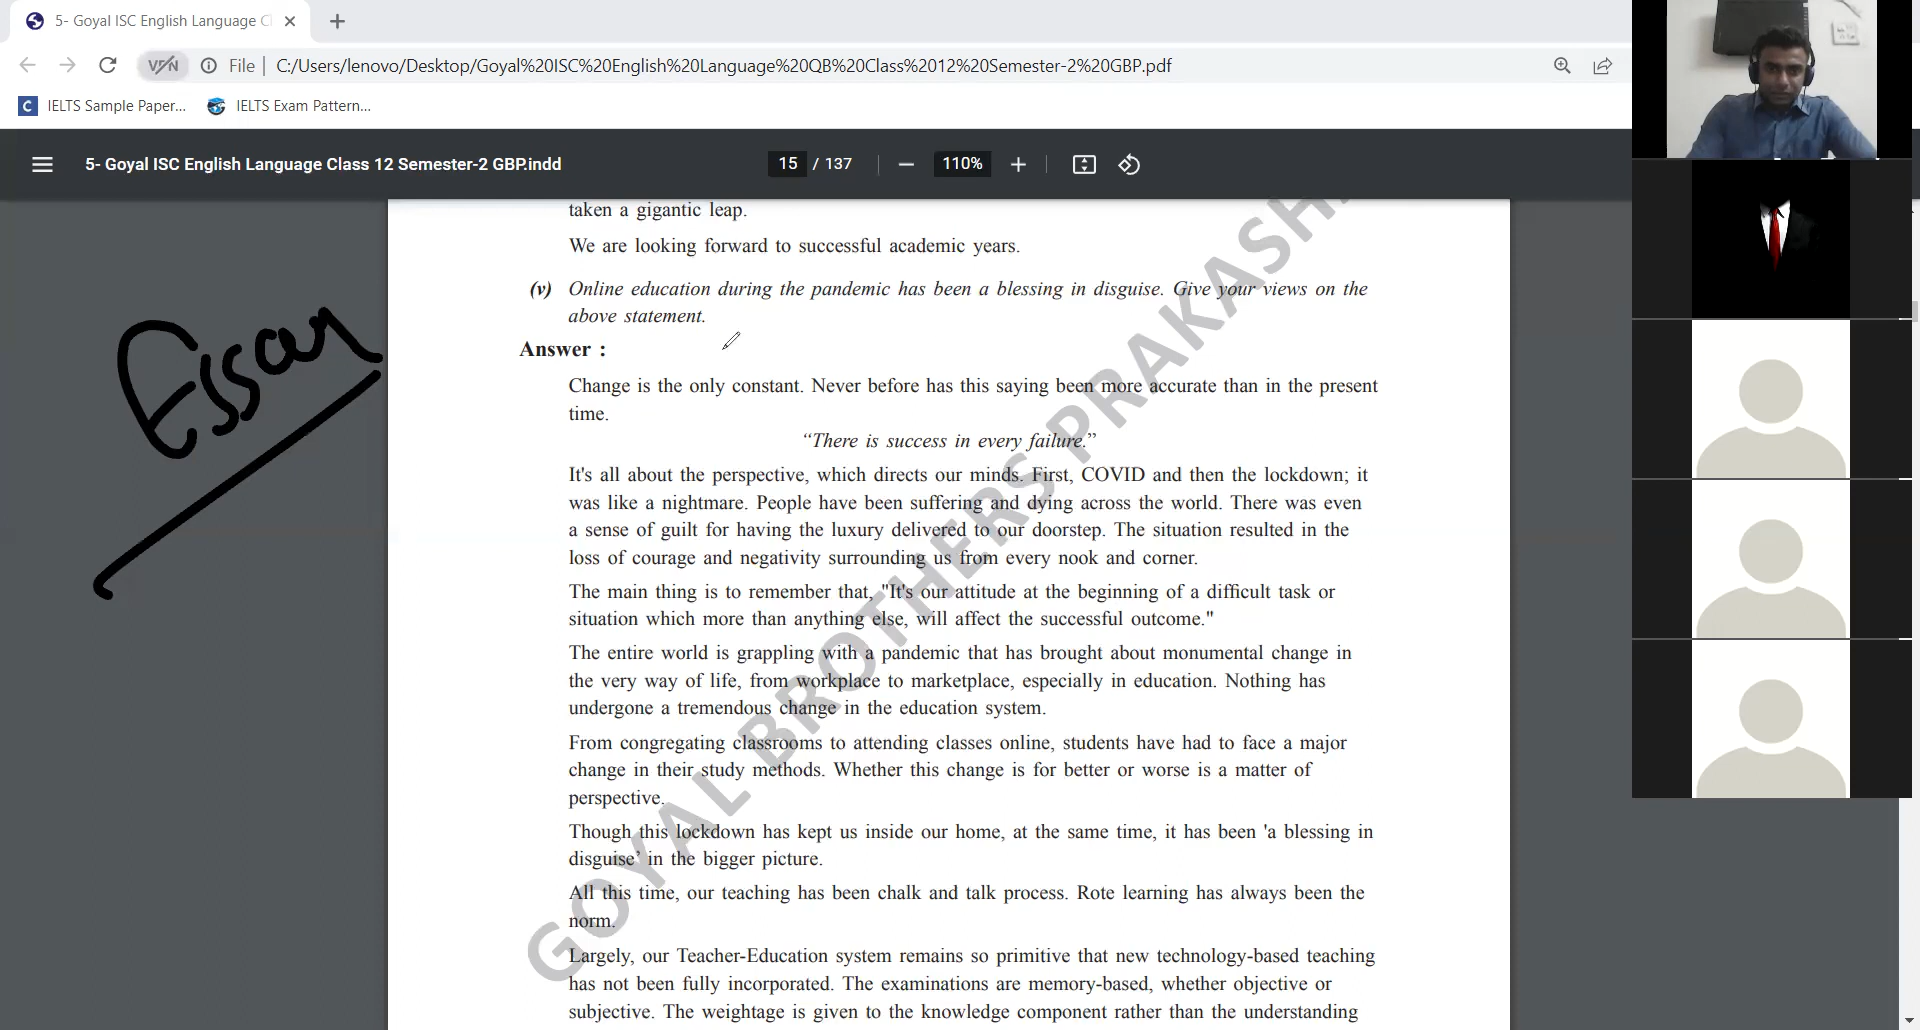 5- Goyal ISC English Language Cl
VPN
File
C:/Users/lenovo/Desktop/Goyal%20ISC%20English%20Language%20QB%20Class%2012%20Semester-2%20GBP.pdf
C
IELTS Sample Paper...
IELTS Exam Pattern...
5- Goyal ISC English Language Class 12 Semester-2 GBP.indd
15 / 137
110%
taken a gigantic leap.
We are looking forward to successful academic years.
(v) Online education during the pandemic has been a blessing in disguise. Give your views on the
above statement.
Essay
Answer :
Change is the only constant. Never before has this saying been more accurate than in the present
time.
“There is success in every failure.”
It's all about the perspective, which directs our minds. First, COVID and then the lockdown; it
was like a nightmare. People have been suffering and dying across the world. There was even
a sense of guilt for having the luxury delivered to our doorstep. The situation resulted in the
loss of courage and negativity surrounding us from every nook and corner.
The main thing is to remember that, "It's our attitude at the beginning of a difficult task or
situation which more than anything else, will affect the successful outcome."
The entire world is grappling with a pandemic that has brought about monumental change in
the very way of life, from workplace to marketplace, especially in education. Nothing has
undergone a tremendous change in the education system.
From congregating classrooms to attending classes online, students have had to face a major
change in their study methods. Whether this change is for better or worse is a matter of
perspective.
Though this lockdown has kept us inside our home, at the same time, it has been 'a blessing in
disguise’ in the bigger picture.
All this time, our teaching has been chalk and talk process. Rote learning has always been the
norm.
Largely, our Teacher-Education system remains so primitive that new technology-based teaching
has not been fully incorporated. The examinations are memory-based, whether objective or
subjective. The weightage is given to the knowledge component rather than the understanding
GOYAL BROTHERS PRAKASH